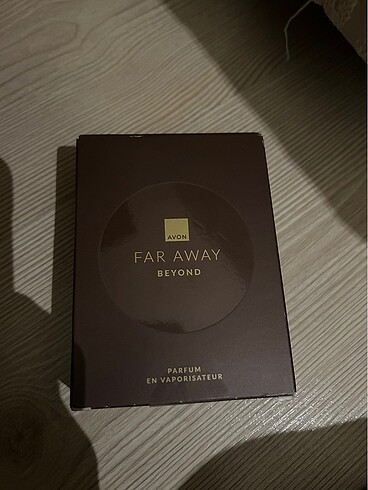 AVON
FAR AWAY
BEYOND
PARFUM
EN VAPORISATEUR